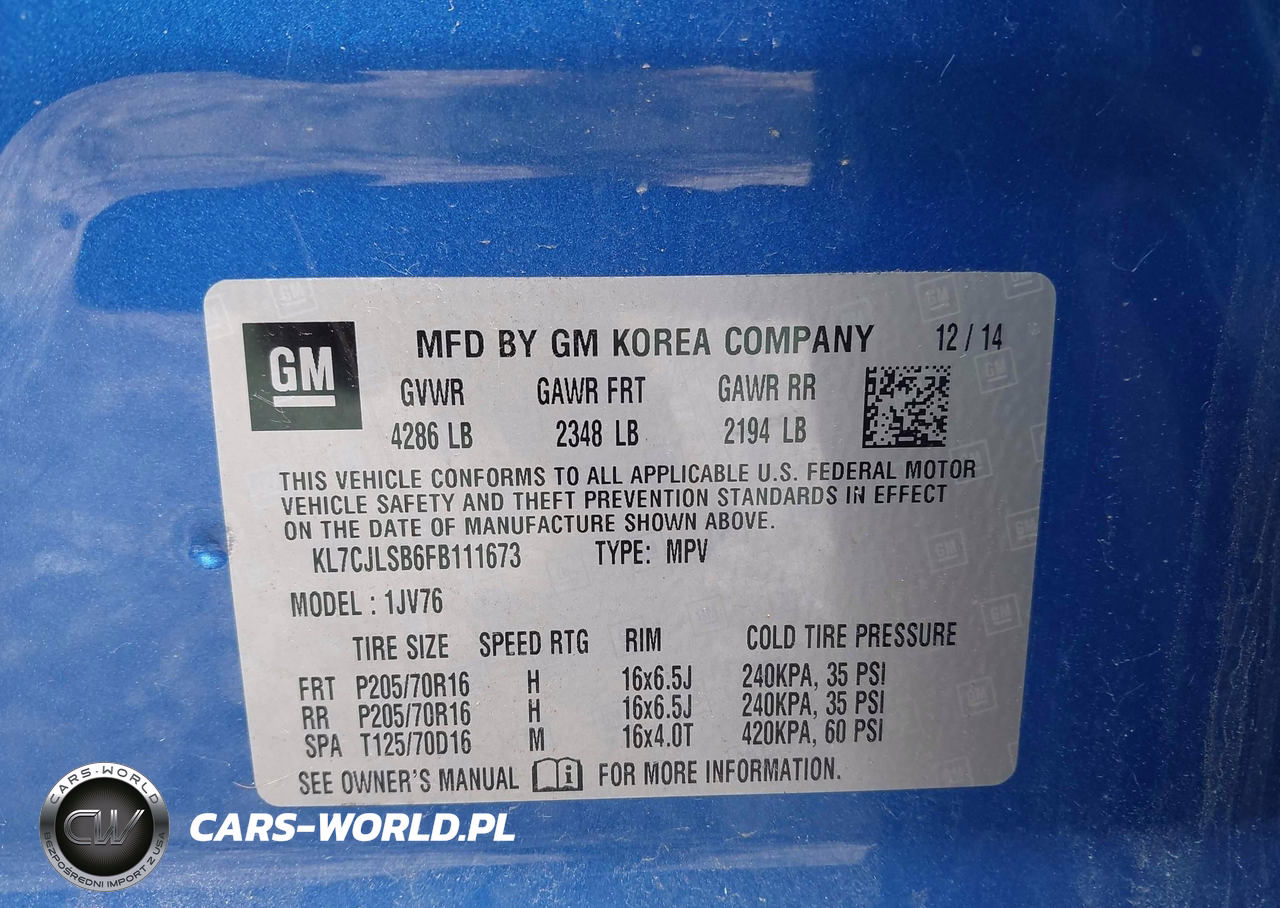 GM
MFD BY GM KOREA COMPANY 12 / 14
GVWR GAWR FRT GAWR RR
4286 LB 2348 LB 2194 LB
THIS VEHICLE CONFORMS TO ALL APPLICABLE U.S. FEDERAL MOTOR
VEHICLE SAFETY AND THEFT PREVENTION STANDARDS IN EFFECT
ON THE DATE OF MANUFACTURE SHOWN ABOVE.
KL7CJLSB6FB111673 TYPE: MPV
MODEL : 1JV76
TIRE SIZE SPEED RTG RIM COLD TIRE PRESSURE
FRT P205/70R16 H 16x6.5J 240KPA, 35 PSI
RR P205/70R16 H 16x6.5J 240KPA, 35 PSI
SPA T125/70D16 M 16x4.0T 420KPA, 60 PSI
SEE OWNER'S MANUAL FOR MORE INFORMATION.
CARS-WORLD
CW
BEZPOŚREDNI IMPORT Z USA
CARS-WORLD.PL